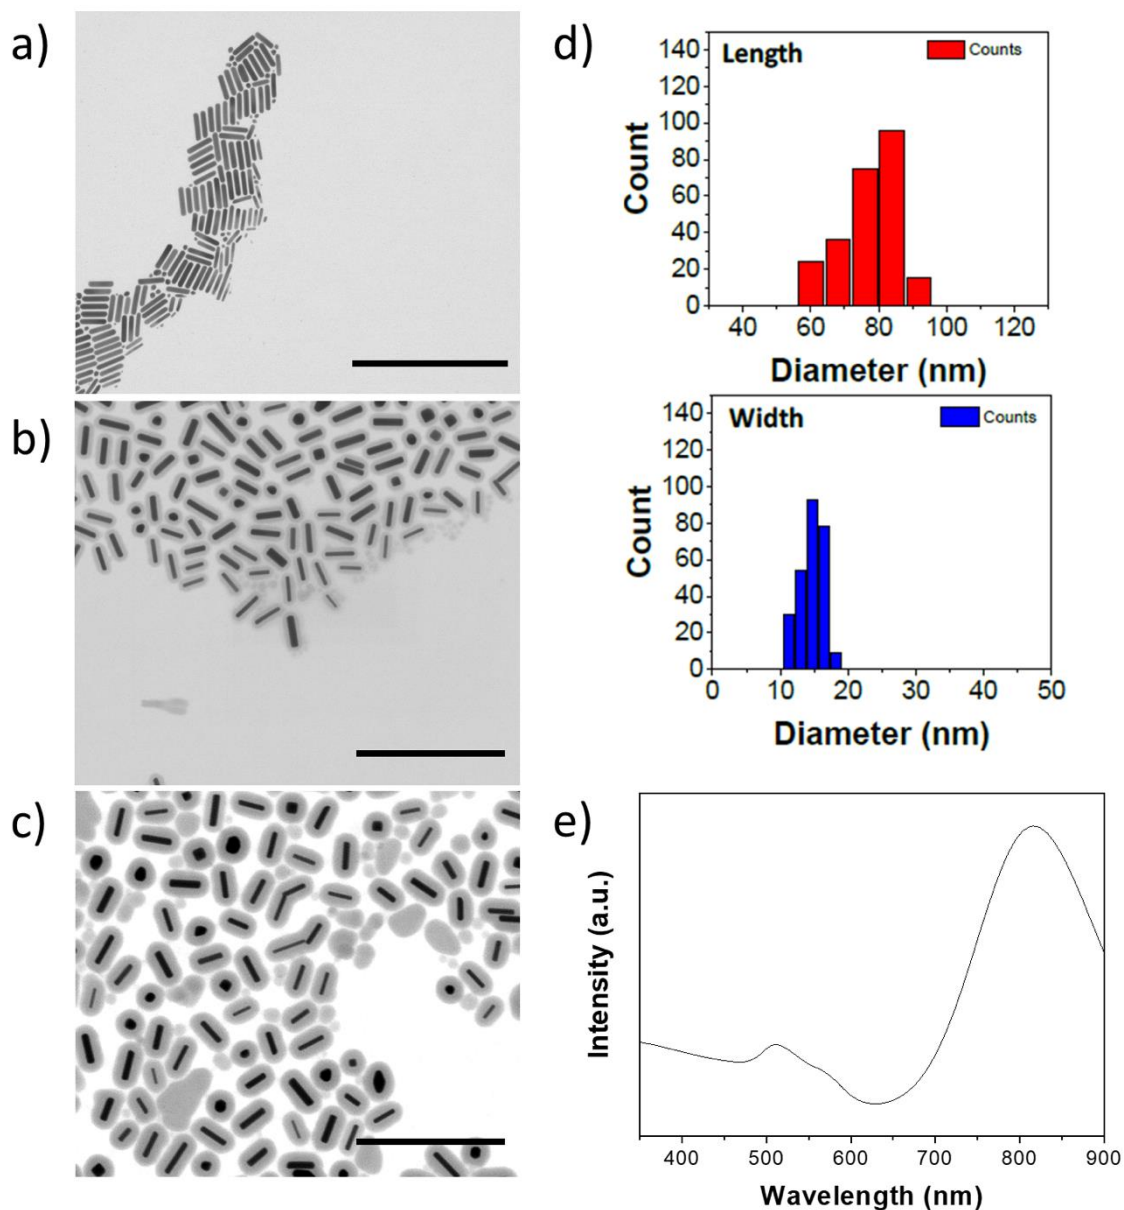 a)
b)
c)
d)
Length
Counts
140
120
100
80
60
40
20
0
Count
40 60 80 100 120
Diameter (nm)
Width
Counts
140
120
100
80
60
40
20
0
Count
0 10 20 30 40 50
Diameter (nm)
e)
Intensity (a.u.)
400 500 600 700 800 900
Wavelength (nm)